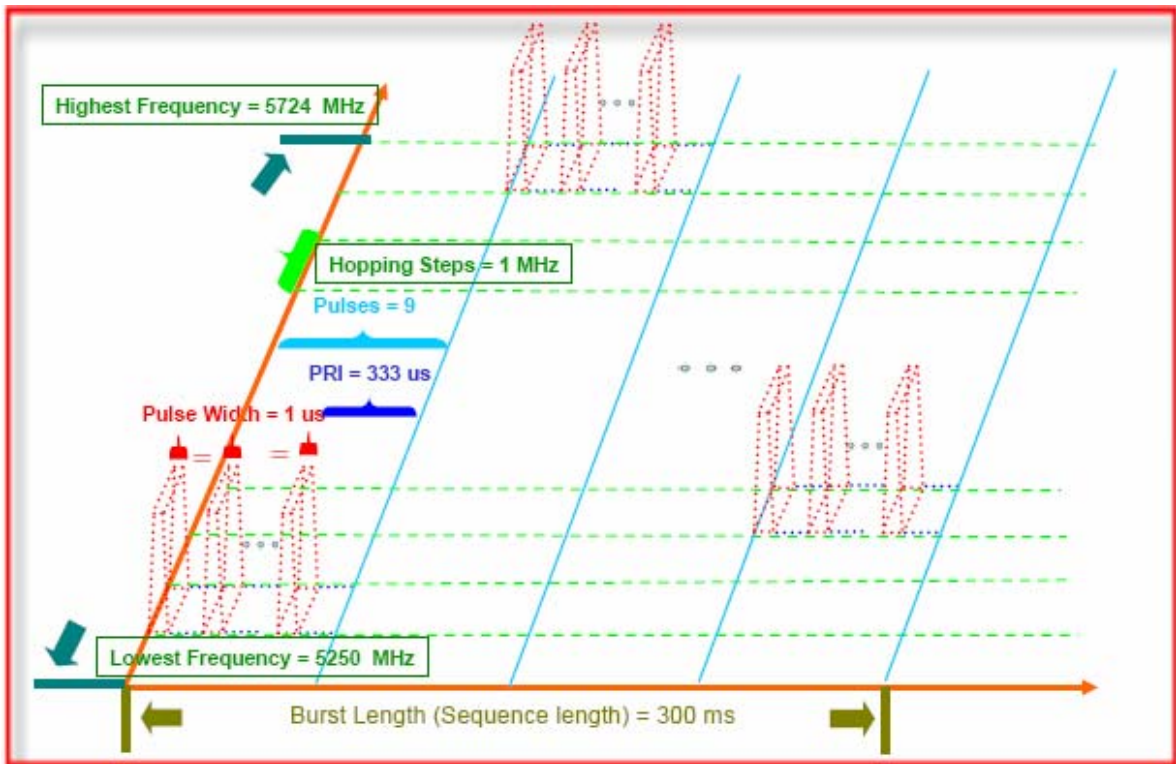 Highest Frequency = 5724 MHz
Hopping Steps = 1 MHz
Pulses = 9
PRI = 333 us
Pulse Width = 1 us
= =
Lowest Frequency = 5250 MHz
Burst Length (Sequence length) = 300 ms